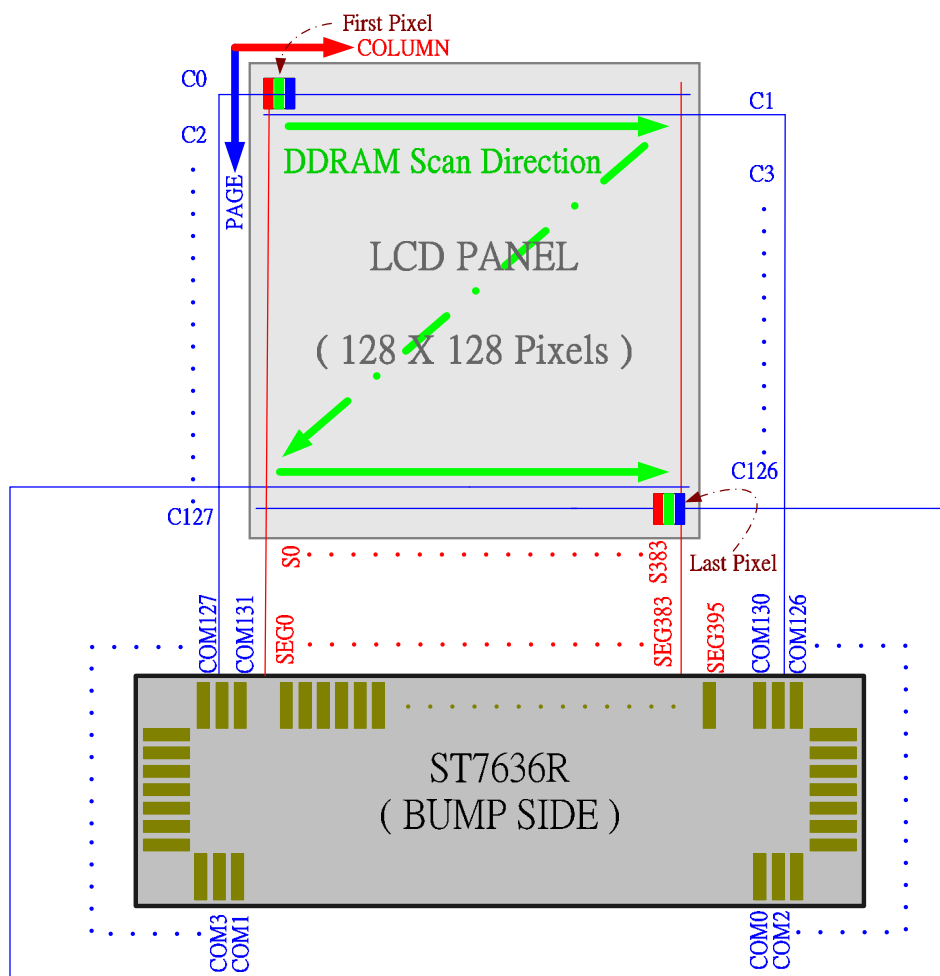 First Pixel
COLUMN
C0
C1
C2
PAGE
DDRAM Scan Direction
C3
LCD PANEL
( 128 X 128 Pixels )
C126
C127
S0
S383
Last Pixel
COM127
COM131
SEG0
SEG383
SEG395
COM130
COM126
ST7636R
( BUMP SIDE )
COM3
COM1
COM0
COM2